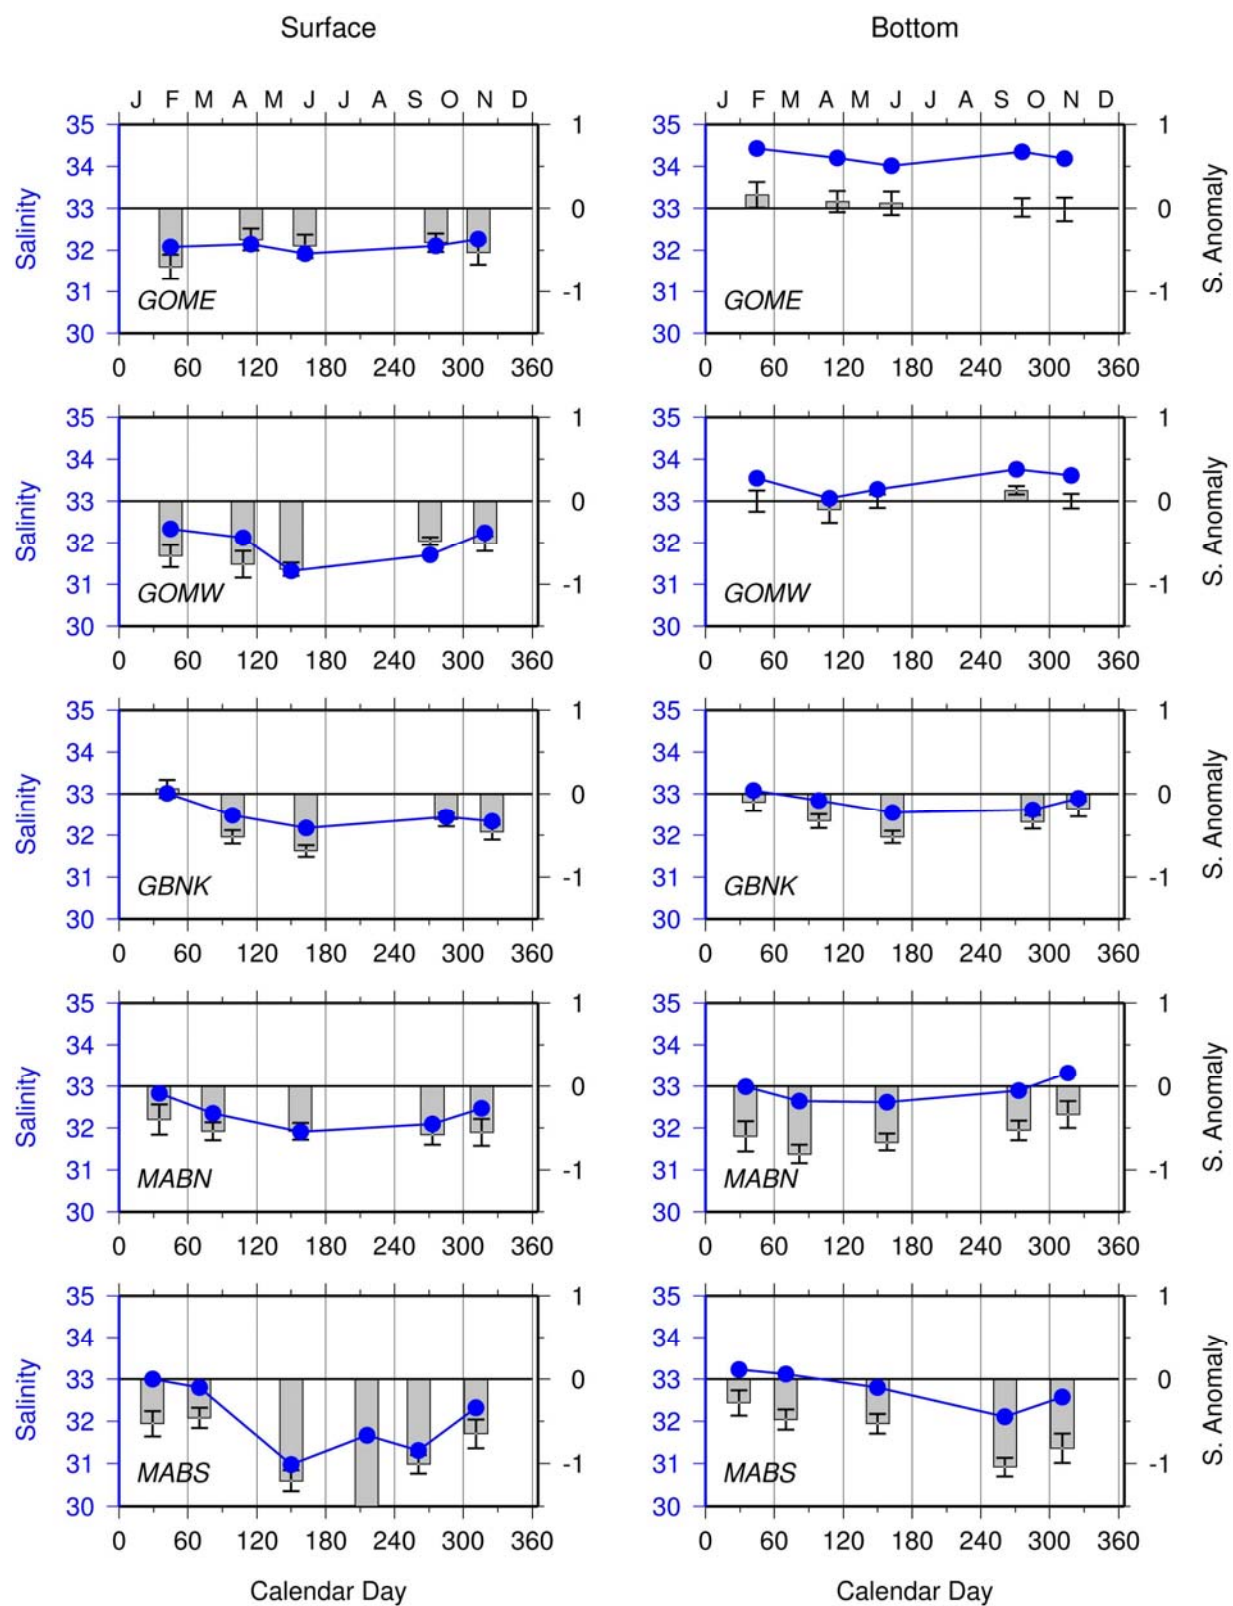 Surface Bottom
J F M A M J J A S O N D J F M A M J J A S O N D
35 1 35 1
34 34
33 0 33 0
32 32
31 -1 31 -1
30 30
Salinity GOME GOME S. Anomaly
0 60 120 180 240 300 360 0 60 120 180 240 300 360
35 1 35 1
34 34
33 0 33 0
32 32
31 -1 31 -1
30 30
Salinity GOMW GOMW S. Anomaly
0 60 120 180 240 300 360 0 60 120 180 240 300 360
35 1 35 1
34 34
33 0 33 0
32 32
31 -1 31 -1
30 30
Salinity GBNK GBNK S. Anomaly
0 60 120 180 240 300 360 0 60 120 180 240 300 360
35 1 35 1
34 34
33 0 33 0
32 32
31 -1 31 -1
30 30
Salinity MABN MABN S. Anomaly
0 60 120 180 240 300 360 0 60 120 180 240 300 360
35 1 35 1
34 34
33 0 33 0
32 32
31 -1 31 -1
30 30
Salinity MABS MABS S. Anomaly
0 60 120 180 240 300 360 0 60 120 180 240 300 360
Calendar Day Calendar Day